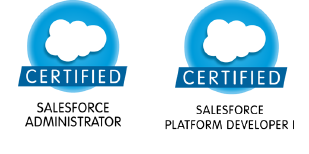 CERTIFIED
SALESFORCE
ADMINISTRATOR
CERTIFIED
SALESFORCE
PLATFORM DEVELOPER I